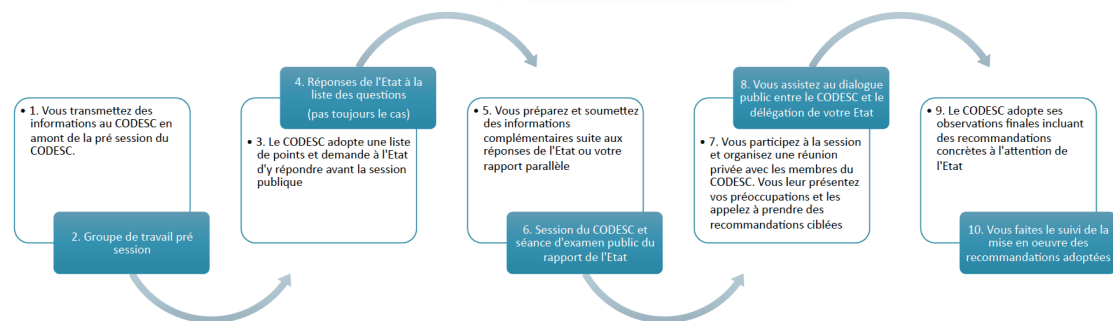 • 1. Vous transmettez des
informations au CODESC en
amont de la pré session du
CODESC.
2. Groupe de travail pré
session
4. Réponses de l'Etat à la
liste des questions
(pas toujours le cas)
• 3. Le CODESC adopte une liste
de points et demande à l'Etat
d'y répondre avant la session
publique
• 5. Vous préparez et soumettez
des informations
complémentaires suite aux
réponses de l'Etat ou votre
rapport parallèle
6. Session du CODESC et
séance d'examen public du
rapport de l'Etat
8. Vous assistez au dialogue
public entre le CODESC et le
délégation de votre Etat
• 7. Vous participez à la session
et organisez une réunion
privée avec les membres du
CODESC. Vous leur présentez
vos préoccupations et les
appelez à prendre des
recommandations ciblées
• 9. Le CODESC adopte ses
observations finales incluant
des recommandations
concrètes à l'attention de
l'Etat
10. Vous faites le suivi de la
mise en oeuvre des
recommandations adoptées